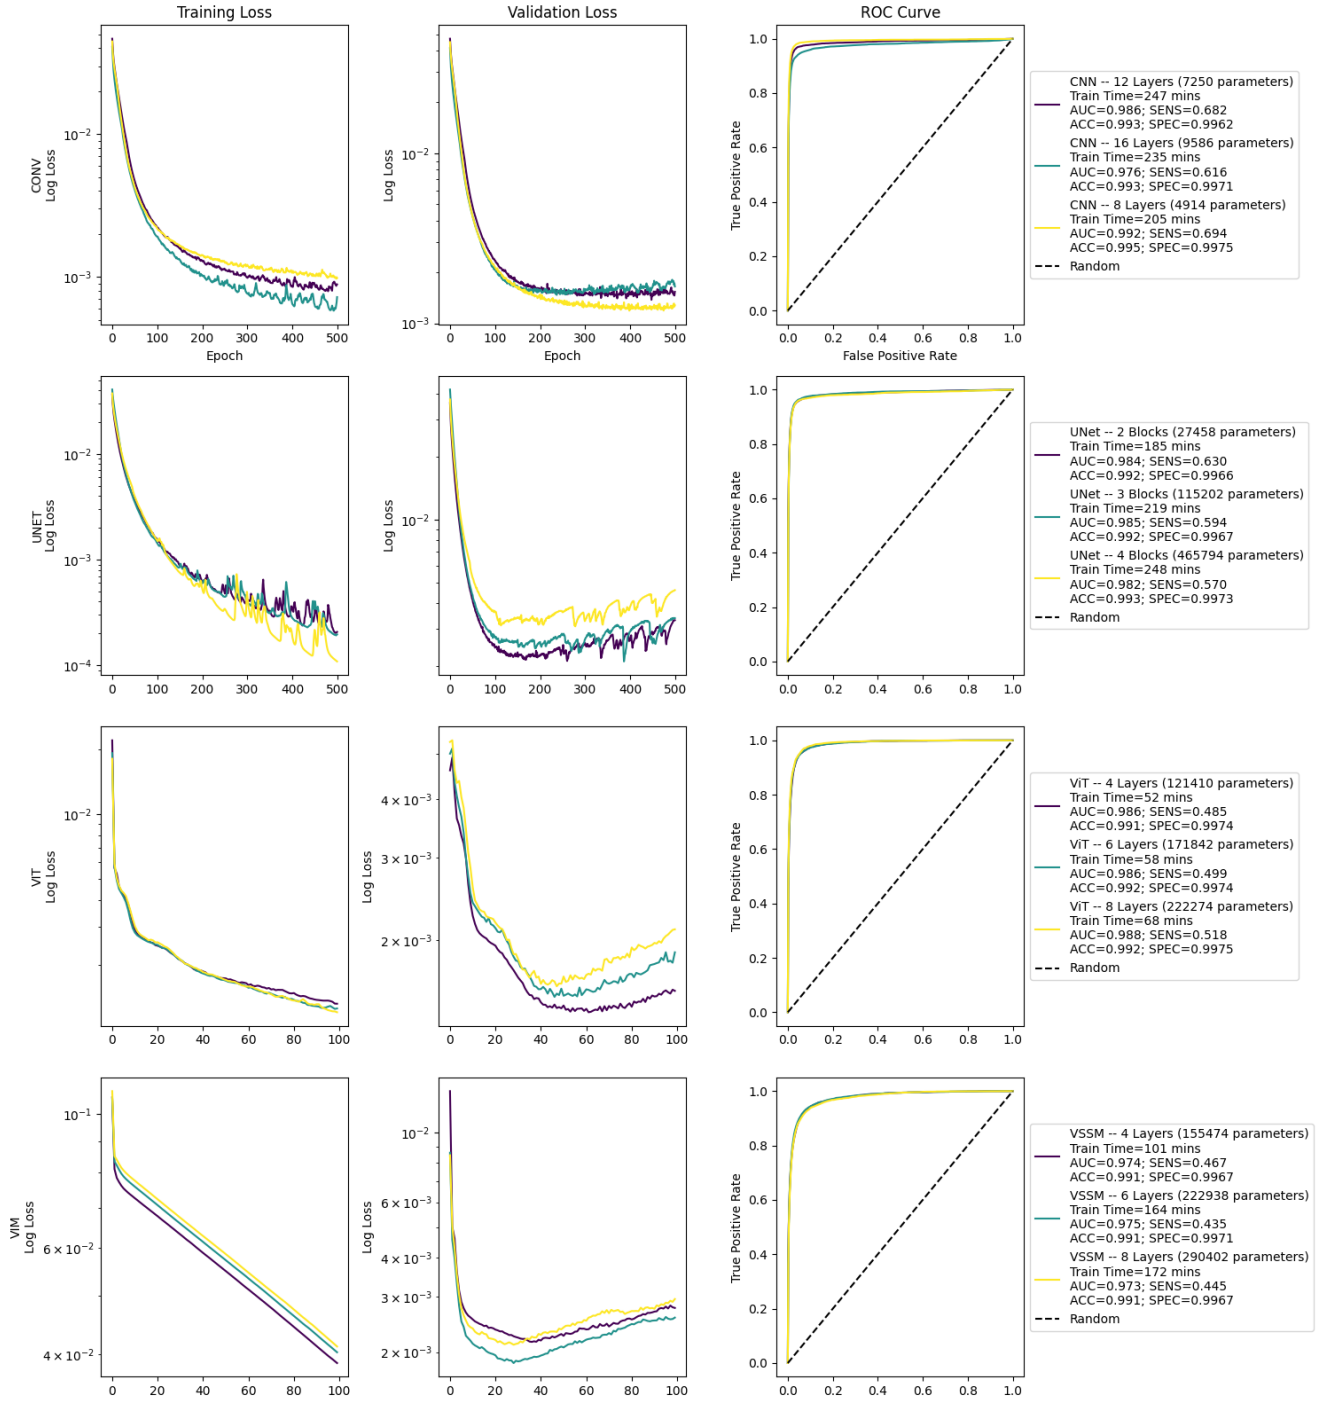 Training Loss
Validation Loss
ROC Curve
CONV
Log Loss
10⁻²
10⁻³
0
100
200
300
400
500
Epoch
Log Loss
10⁻²
10⁻³
0
100
200
300
400
500
Epoch
True Positive Rate
1.0
0.8
0.6
0.4
0.2
0.0
0.0
0.2
0.4
0.6
0.8
1.0
False Positive Rate
CNN -- 12 Layers (7250 parameters)
Train Time=247 mins
AUC=0.986; SENS=0.682
ACC=0.993; SPEC=0.9962
CNN -- 16 Layers (9586 parameters)
Train Time=235 mins
AUC=0.976; SENS=0.616
ACC=0.993; SPEC=0.9971
CNN -- 8 Layers (4914 parameters)
Train Time=205 mins
AUC=0.992; SENS=0.694
ACC=0.995; SPEC=0.9975
Random
UNET
Log Loss
10⁻²
10⁻³
10⁻⁴
0
100
200
300
400
500
Log Loss
10⁻²
0
100
200
300
400
500
True Positive Rate
1.0
0.8
0.6
0.4
0.2
0.0
0.0
0.2
0.4
0.6
0.8
1.0
UNet -- 2 Blocks (27458 parameters)
Train Time=185 mins
AUC=0.984; SENS=0.630
ACC=0.992; SPEC=0.9966
UNet -- 3 Blocks (115202 parameters)
Train Time=219 mins
AUC=0.985; SENS=0.594
ACC=0.992; SPEC=0.9967
UNet -- 4 Blocks (465794 parameters)
Train Time=248 mins
AUC=0.982; SENS=0.570
ACC=0.993; SPEC=0.9973
Random
VIT
Log Loss
10⁻²
0
20
40
60
80
100
Log Loss
4 × 10⁻³
3 × 10⁻³
2 × 10⁻³
0
20
40
60
80
100
True Positive Rate
1.0
0.8
0.6
0.4
0.2
0.0
0.0
0.2
0.4
0.6
0.8
1.0
ViT -- 4 Layers (121410 parameters)
Train Time=52 mins
AUC=0.986; SENS=0.485
ACC=0.991; SPEC=0.9974
ViT -- 6 Layers (171842 parameters)
Train Time=58 mins
AUC=0.986; SENS=0.499
ACC=0.992; SPEC=0.9974
ViT -- 8 Layers (222274 parameters)
Train Time=68 mins
AUC=0.988; SENS=0.518
ACC=0.992; SPEC=0.9975
Random
VIM
Log Loss
10⁻¹
6 × 10⁻²
4 × 10⁻²
0
20
40
60
80
100
Log Loss
10⁻²
6 × 10⁻³
4 × 10⁻³
3 × 10⁻³
2 × 10⁻³
0
20
40
60
80
100
True Positive Rate
1.0
0.8
0.6
0.4
0.2
0.0
0.0
0.2
0.4
0.6
0.8
1.0
VSSM -- 4 Layers (155474 parameters)
Train Time=101 mins
AUC=0.974; SENS=0.467
ACC=0.991; SPEC=0.9967
VSSM -- 6 Layers (222938 parameters)
Train Time=164 mins
AUC=0.975; SENS=0.435
ACC=0.991; SPEC=0.9971
VSSM -- 8 Layers (290402 parameters)
Train Time=172 mins
AUC=0.973; SENS=0.445
ACC=0.991; SPEC=0.9967
Random